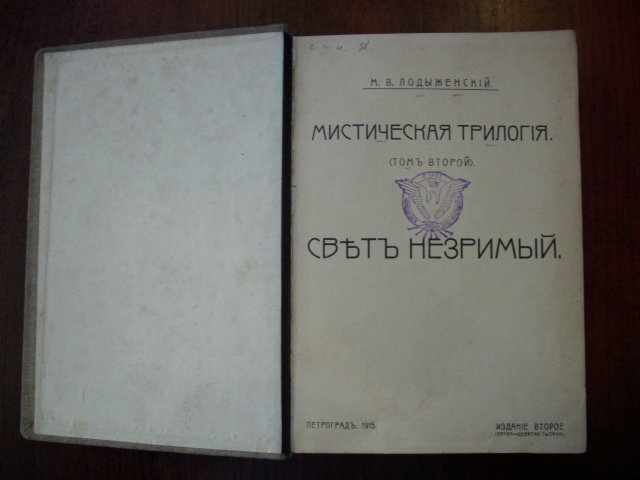 М. В. ЛОДЫЖЕНСКІЙ.
МИСТИЧЕСКАЯ ТРИЛОГІЯ.
(ТОМЪ ВТОРОЙ).
СВѢТЪ НЕЗРИМЫЙ.
ПЕТРОГРАДЪ, 1915.
ИЗДАНІЕ ВТОРОЕ